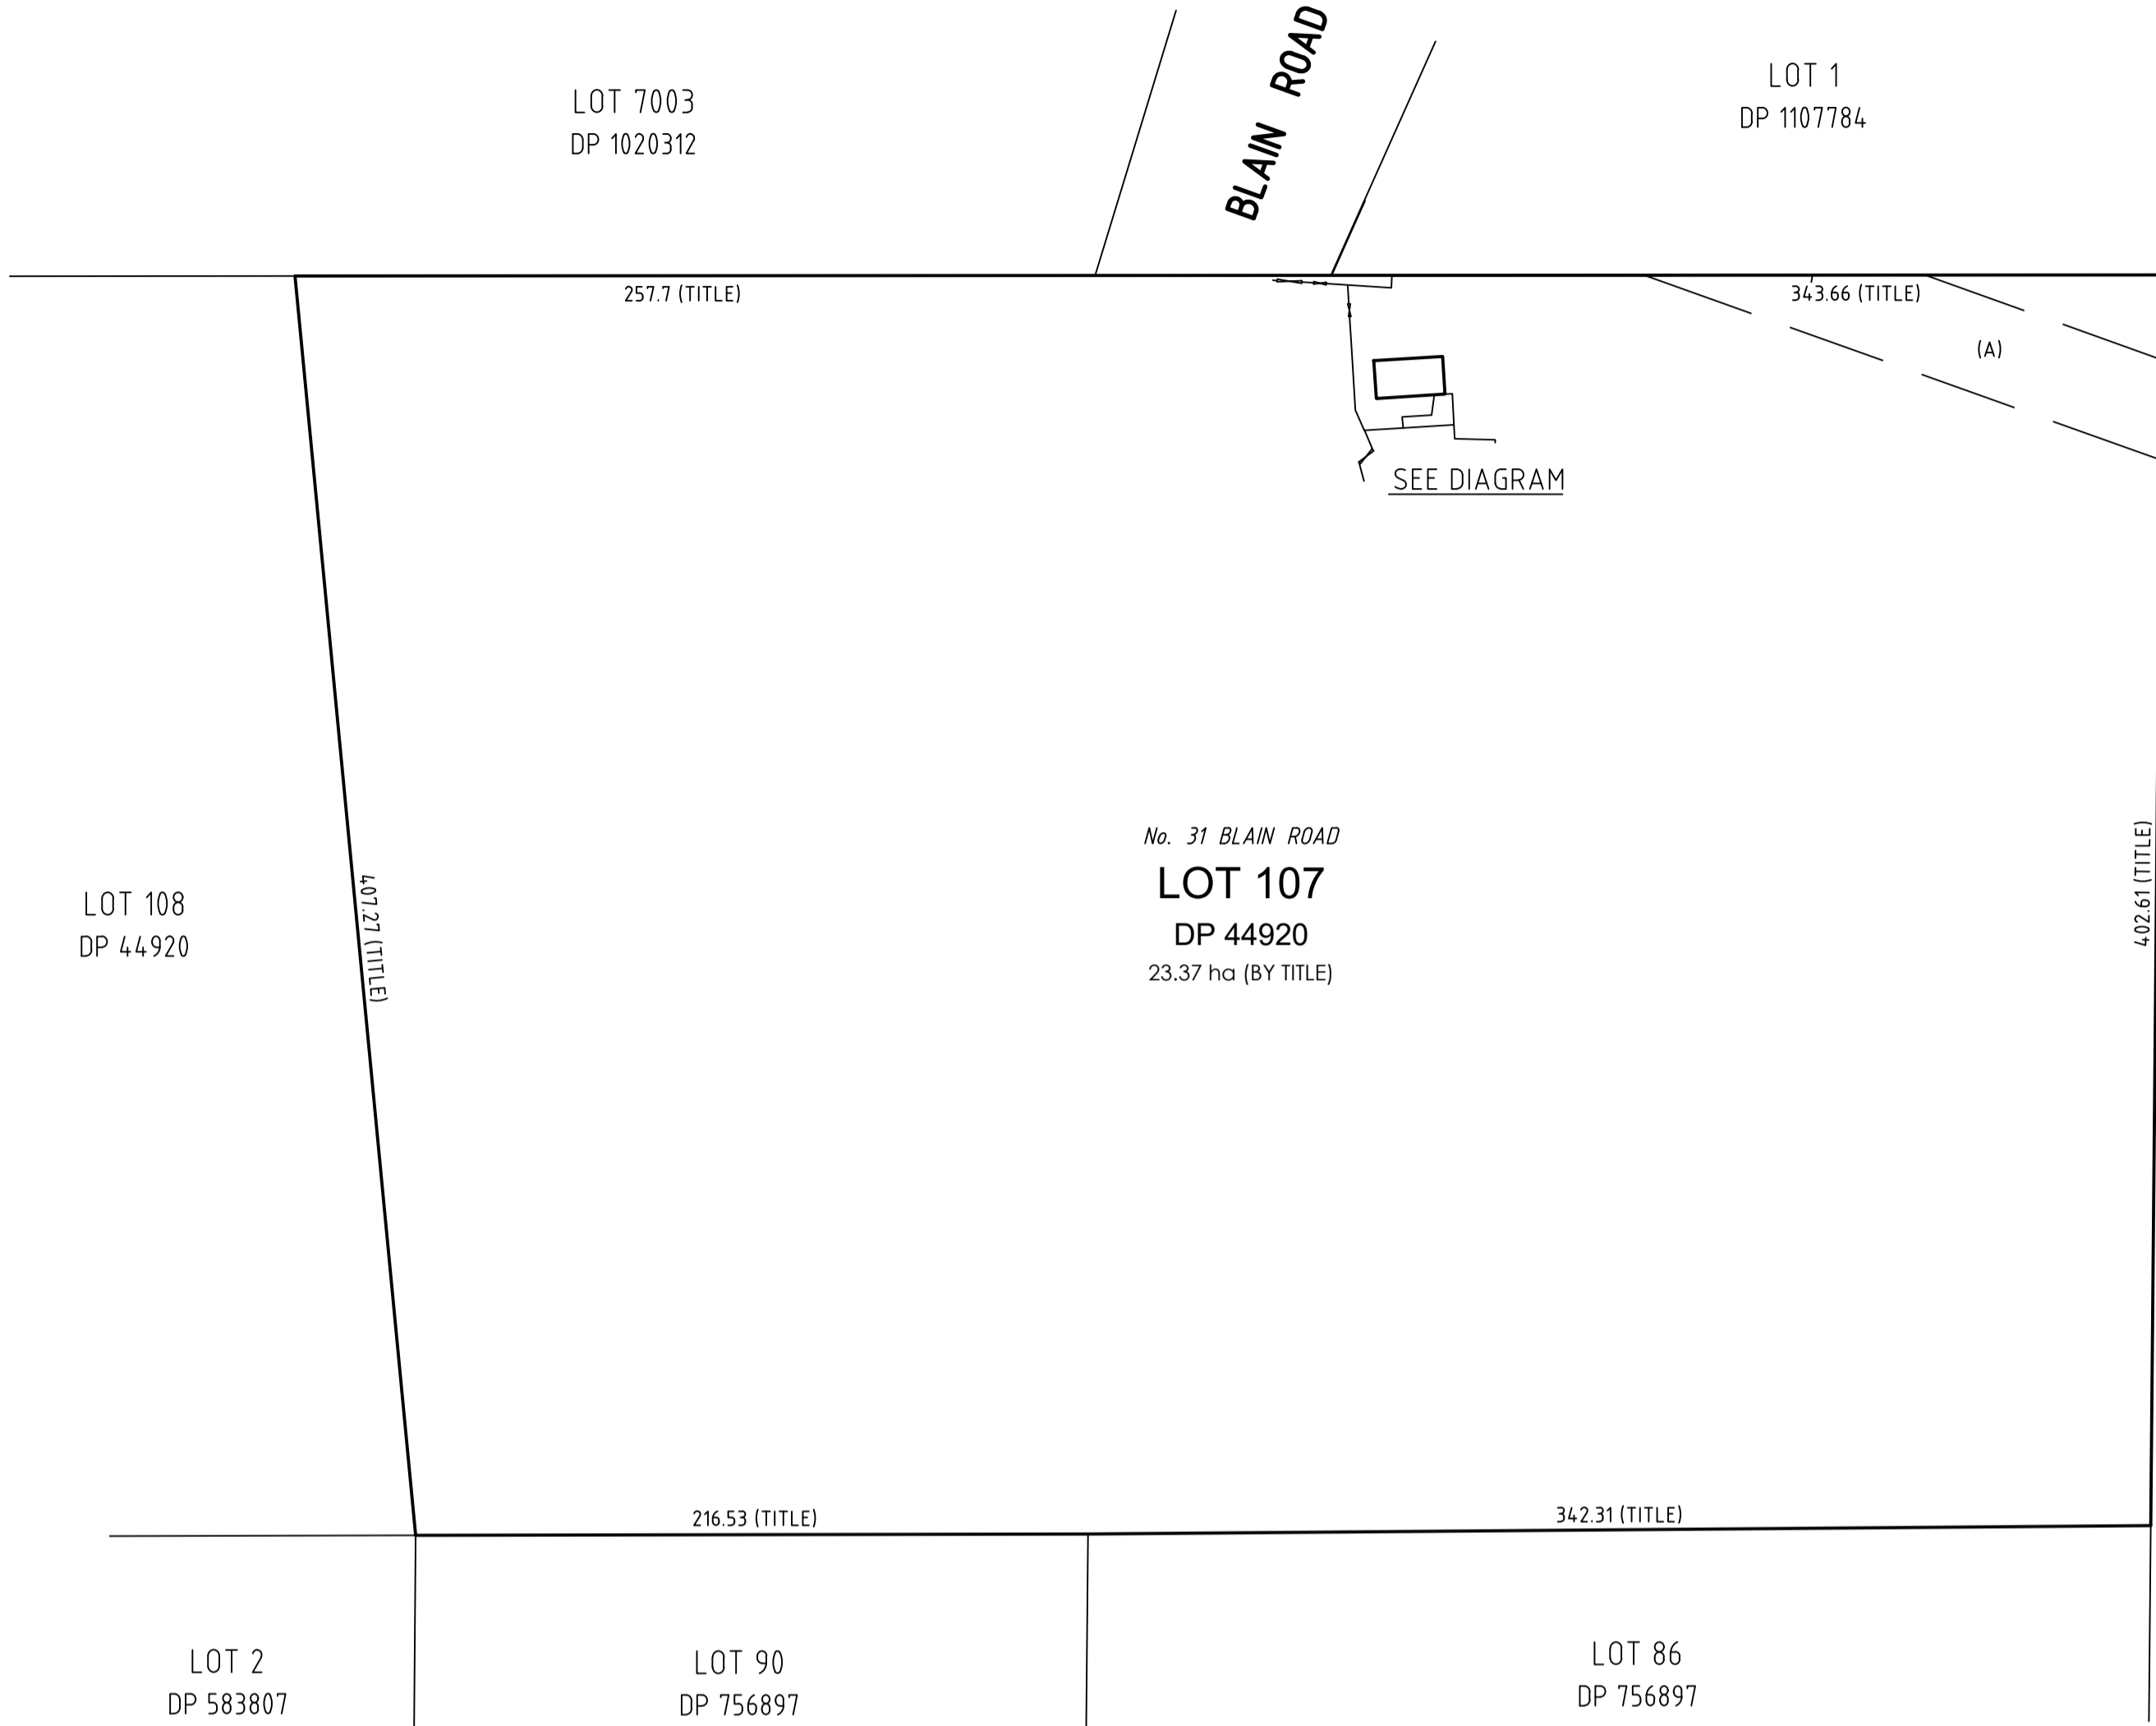 BLAIN ROAD
LOT 7003
DP 1020312
LOT 1
DP 1107784
257.7 (TITLE)
343.66 (TITLE)
(A)
SEE DIAGRAM
No. 31 BLAIN ROAD
LOT 107
DP 44920
23.37 ha (BY TITLE)
LOT 108
DP 44920
407.27 (TITLE)
402.61 (TITLE)
216.53 (TITLE)
342.31 (TITLE)
LOT 2
DP 583807
LOT 90
DP 756897
LOT 86
DP 756897